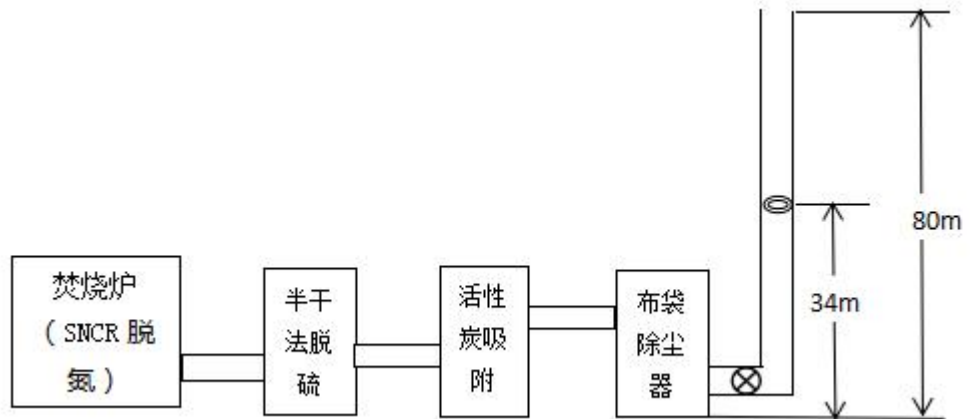 焚烧炉
（SNCR 脱
氮）
半干
法脱
硫
活性
炭吸
附
布袋
除尘
器
34m
80m